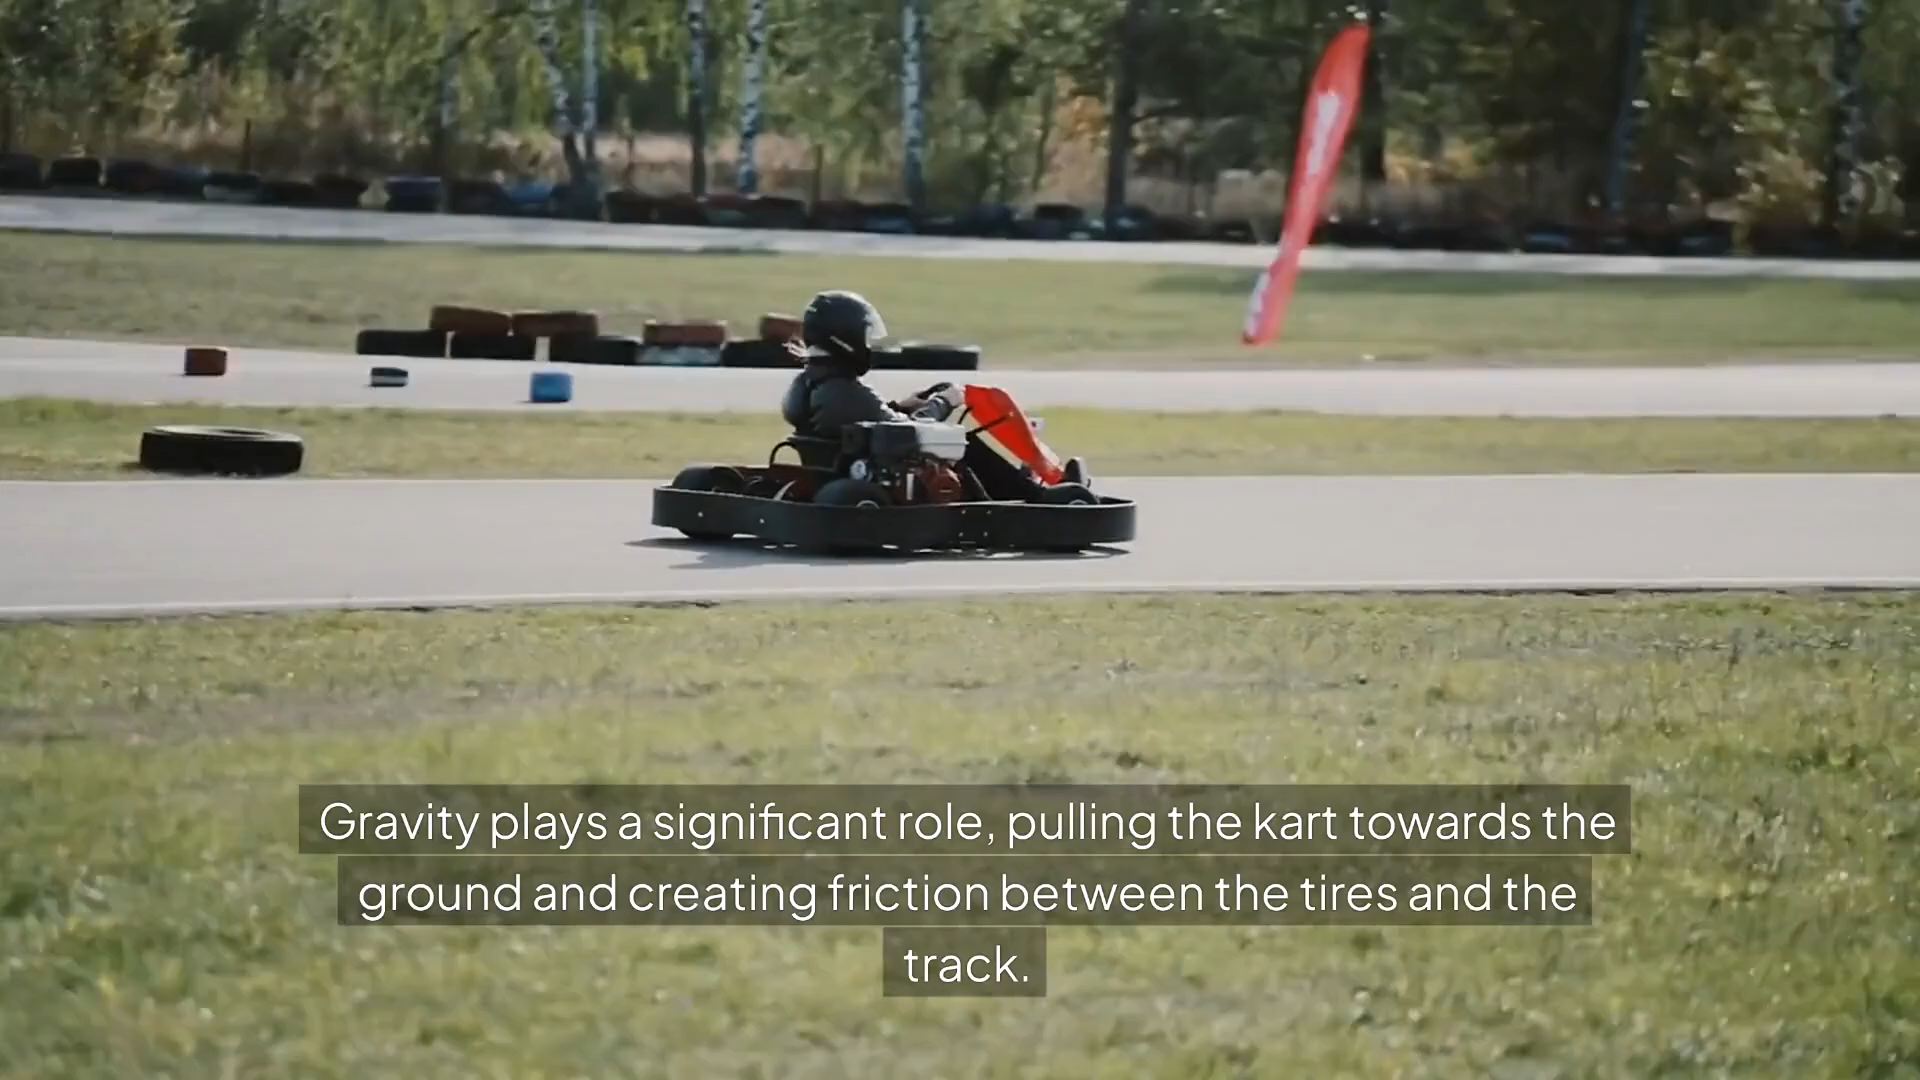 Gravity plays a significant role, pulling the kart towards the
ground and creating friction between the tires and the
track.